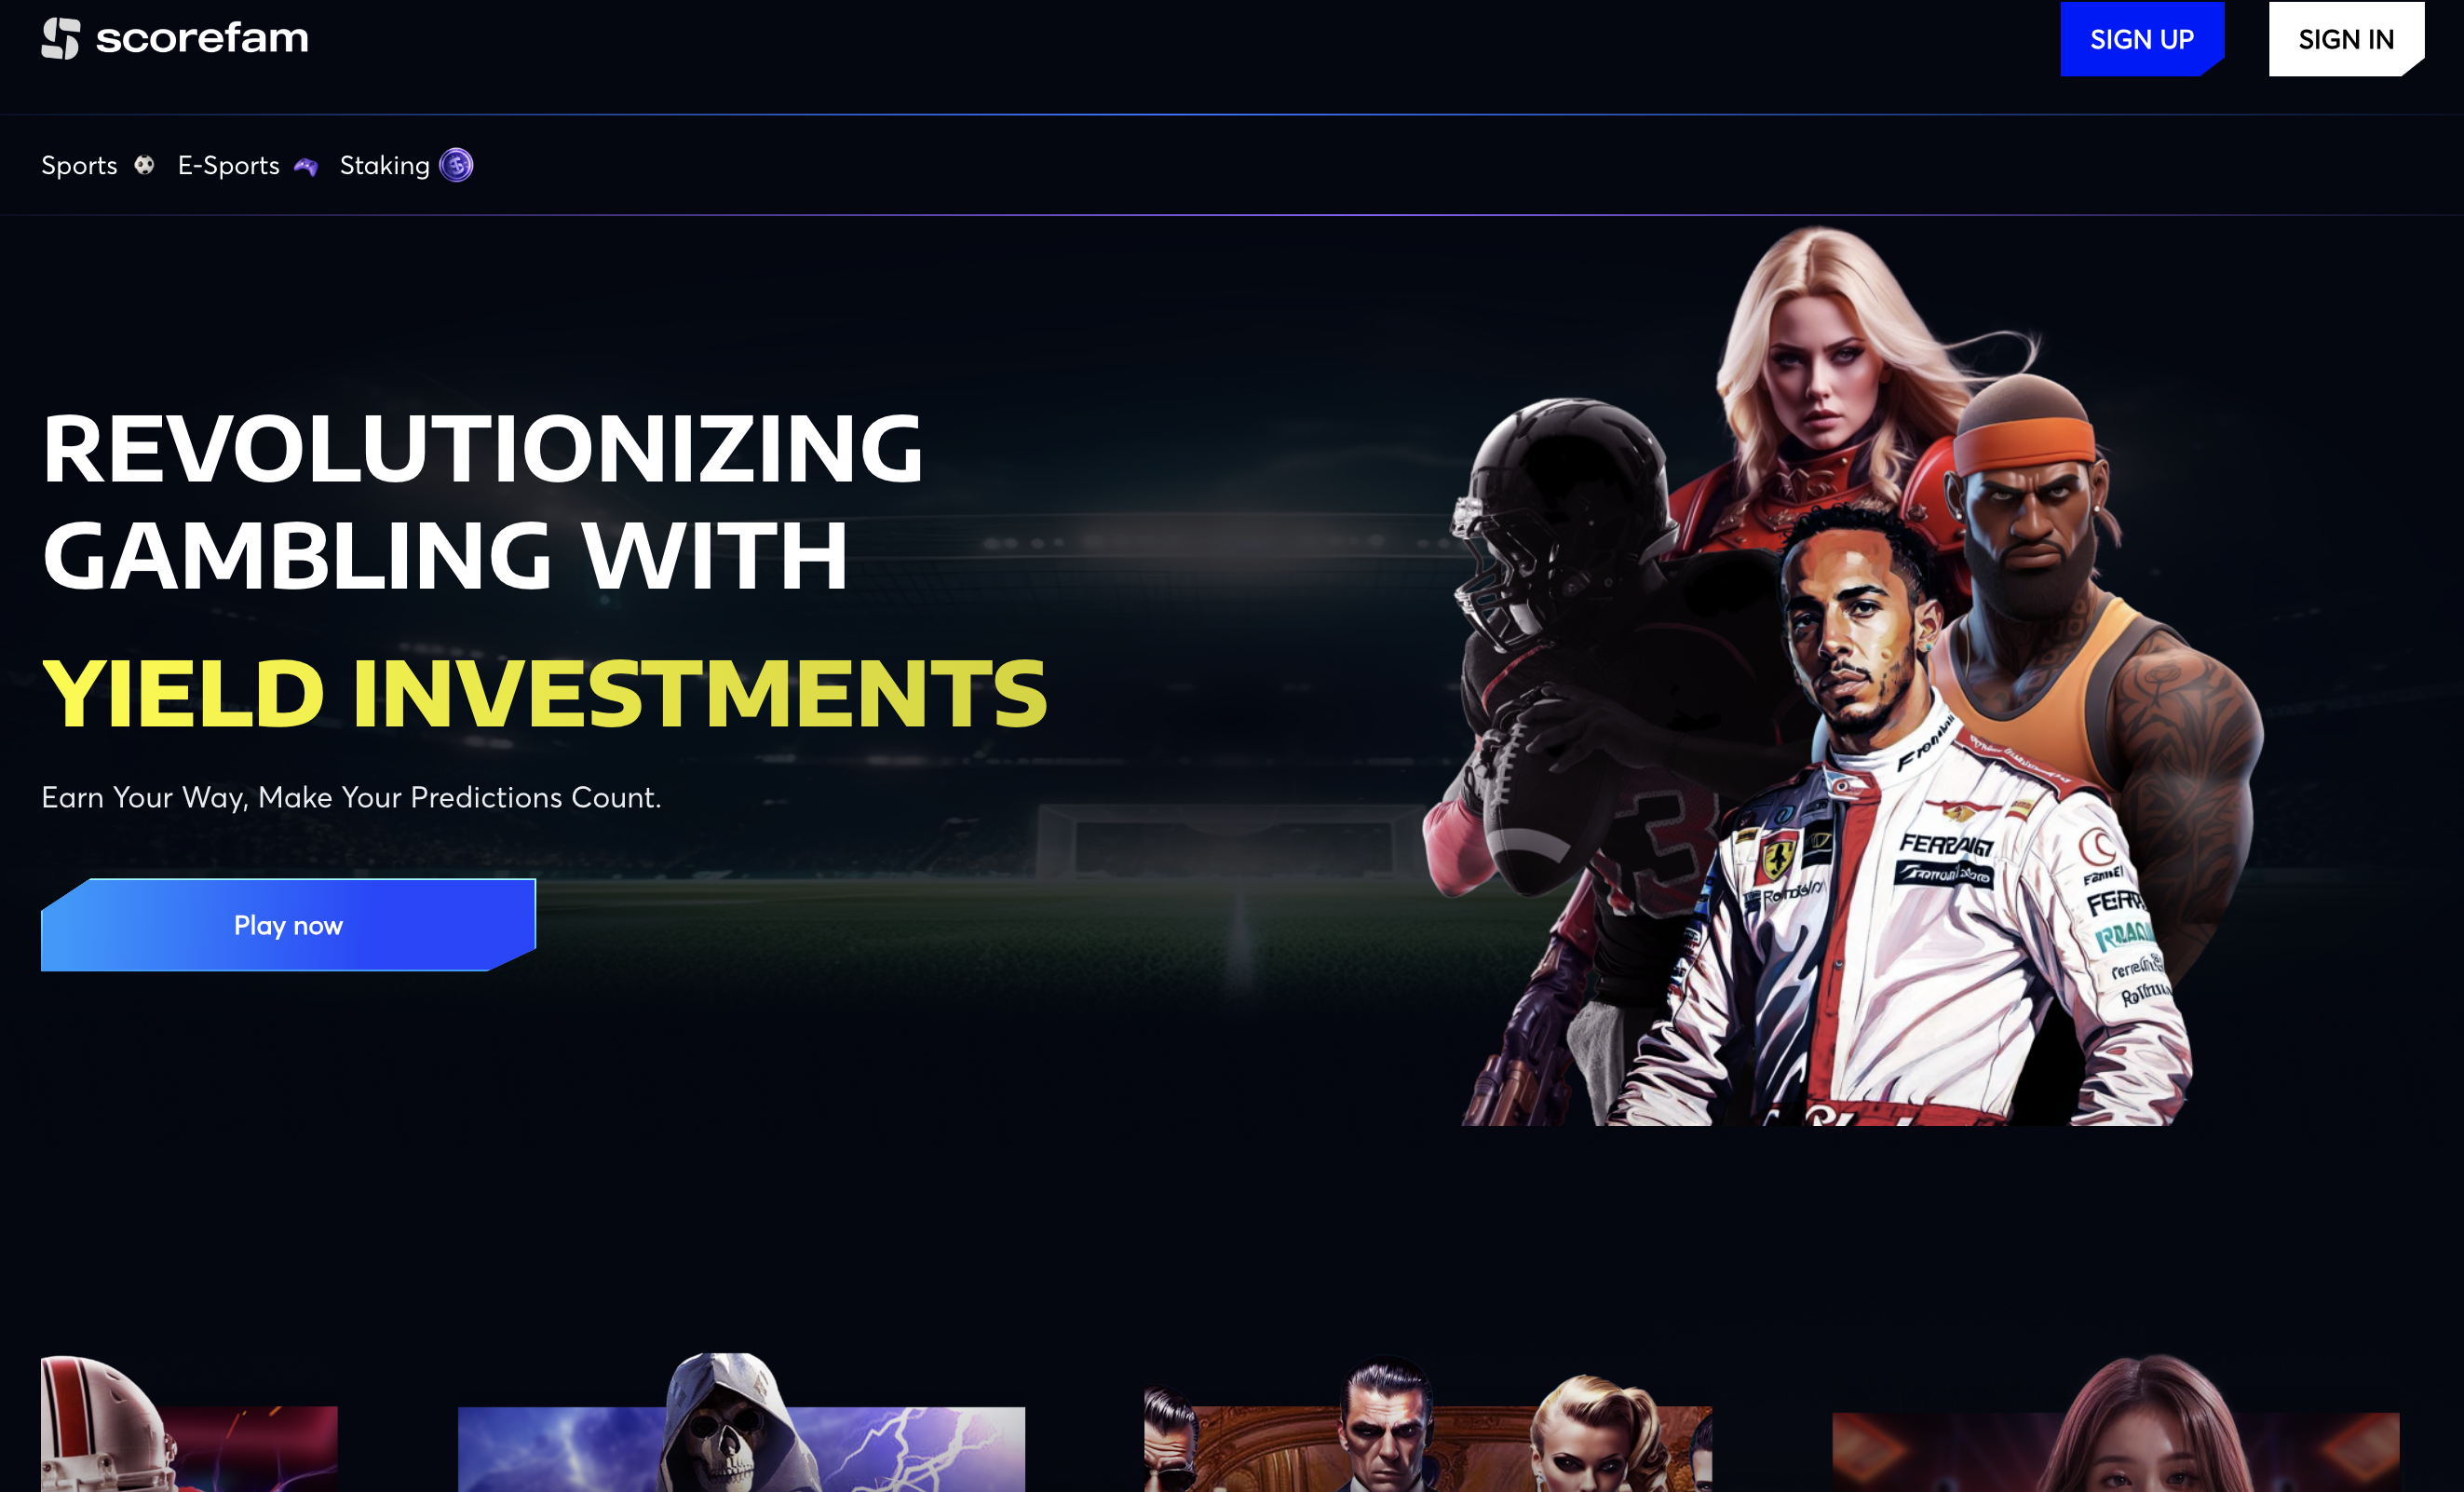 scorefam
SIGN UP
SIGN IN
Sports
E-Sports
Staking
REVOLUTIONIZING
GAMBLING WITH
YIELD INVESTMENTS
Earn Your Way, Make Your Predictions Count.
Play now
3